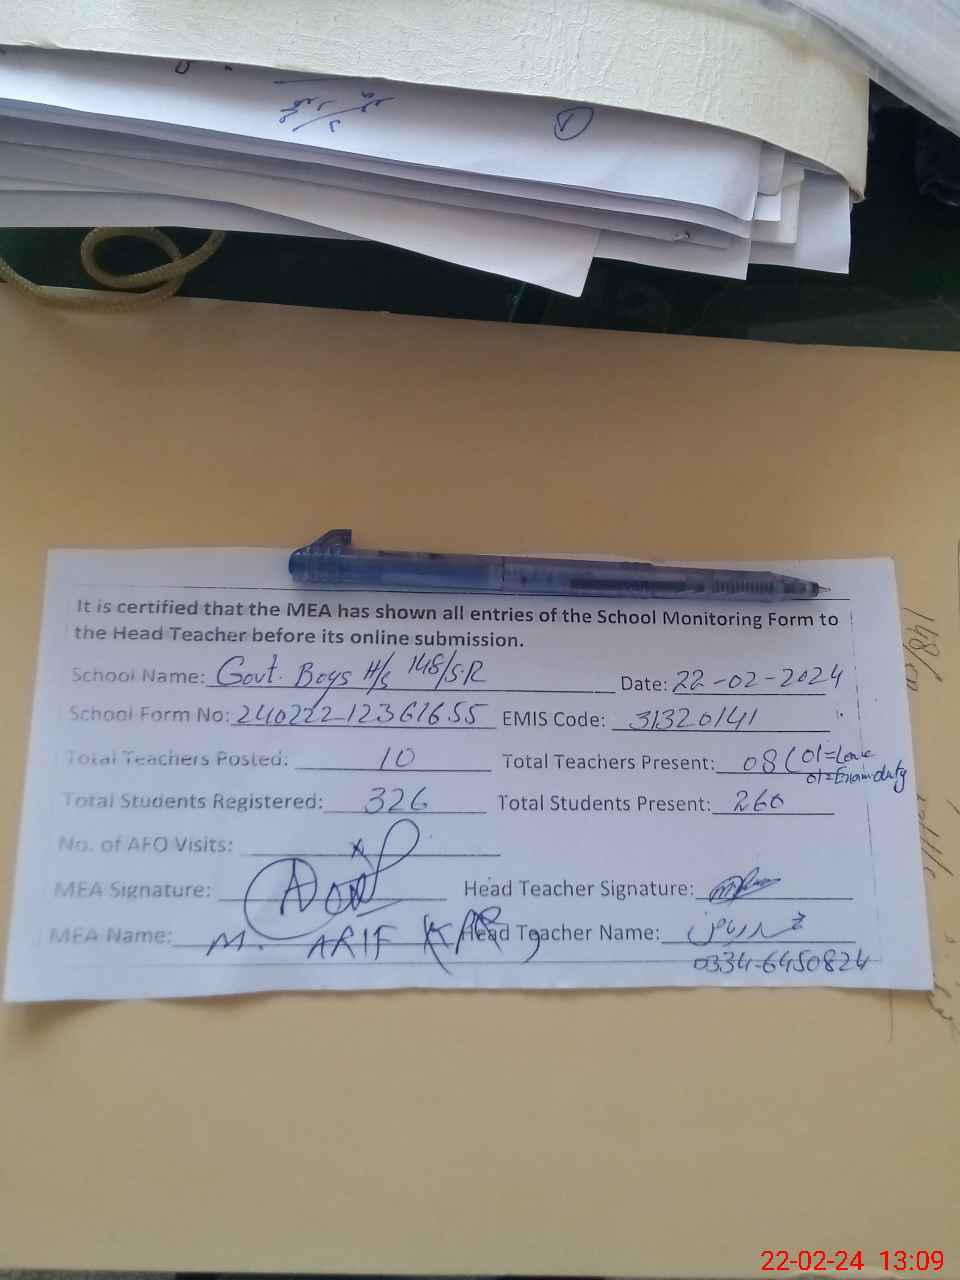 It is certified that the MEA has shown all entries of the School Monitoring Form to
the Head Teacher before its online submission.
School Name: Govt. Boys H/S 148/S.R Date: 22-02-2024
School Form No: 24022212361655 EMIS Code: 31320141
Total Teachers Posted: 10 Total Teachers Present: 08 (01=Leave
01=Exam duty
Total Students Registered: 326 Total Students Present: 260
No. of AFO Visits: x
MEA Signature: Head Teacher Signature:
MEA Name: M. ARIF Head Teacher Name:
0334-6450824
22-02-24 13:09